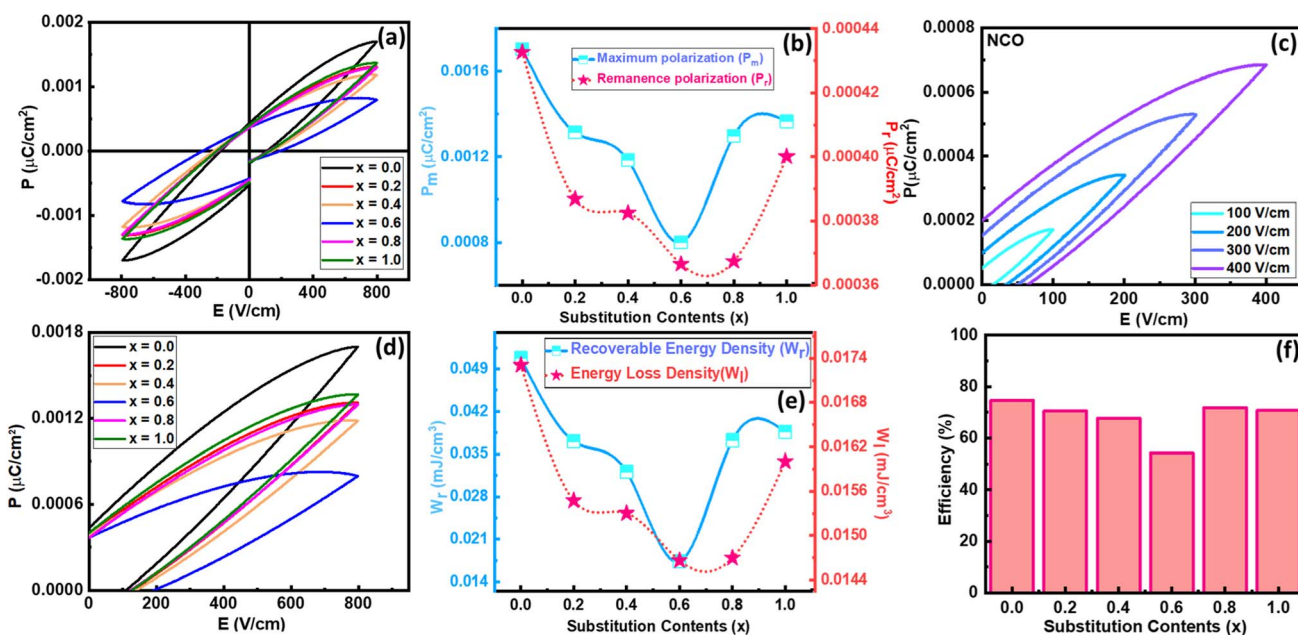 (a)
P (μC/cm²)
0.002
0.001
0.000
-0.001
-0.002
-800
-400
0
400
800
E (V/cm)
x = 0.0
x = 0.2
x = 0.4
x = 0.6
x = 0.8
x = 1.0
(b)
Maximum polarization (Pₘ)
Remanence polarization (Pᵣ)
Pₘ (μC/cm²)
0.0016
0.0012
0.0008
Pᵣ (μC/cm²)
0.00044
0.00042
0.00040
0.00038
0.00036
0.0
0.2
0.4
0.6
0.8
1.0
Substitution Contents (x)
NCO
(c)
P(μC/cm²)
0.0008
0.0006
0.0004
0.0002
0.0000
0
100
200
300
400
E (V/cm)
100 V/cm
200 V/cm
300 V/cm
400 V/cm
(d)
x = 0.0
x = 0.2
x = 0.4
x = 0.6
x = 0.8
x = 1.0
P (μC/cm²)
0.0018
0.0012
0.0006
0.0000
0
200
400
600
800
E (V/cm)
Recoverable Energy Density (Wᵣ)
Energy Loss Density(Wₗ)
(e)
Wᵣ (mJ/cm³)
0.049
0.042
0.035
0.028
0.021
0.014
Wₗ (mJ/cm³)
0.0174
0.0168
0.0162
0.0156
0.0150
0.0144
0.0
0.2
0.4
0.6
0.8
1.0
Substitution Contents (x)
(f)
Efficiency (%)
100
80
60
40
20
0
0.0
0.2
0.4
0.6
0.8
1.0
Substitution Contents (x)